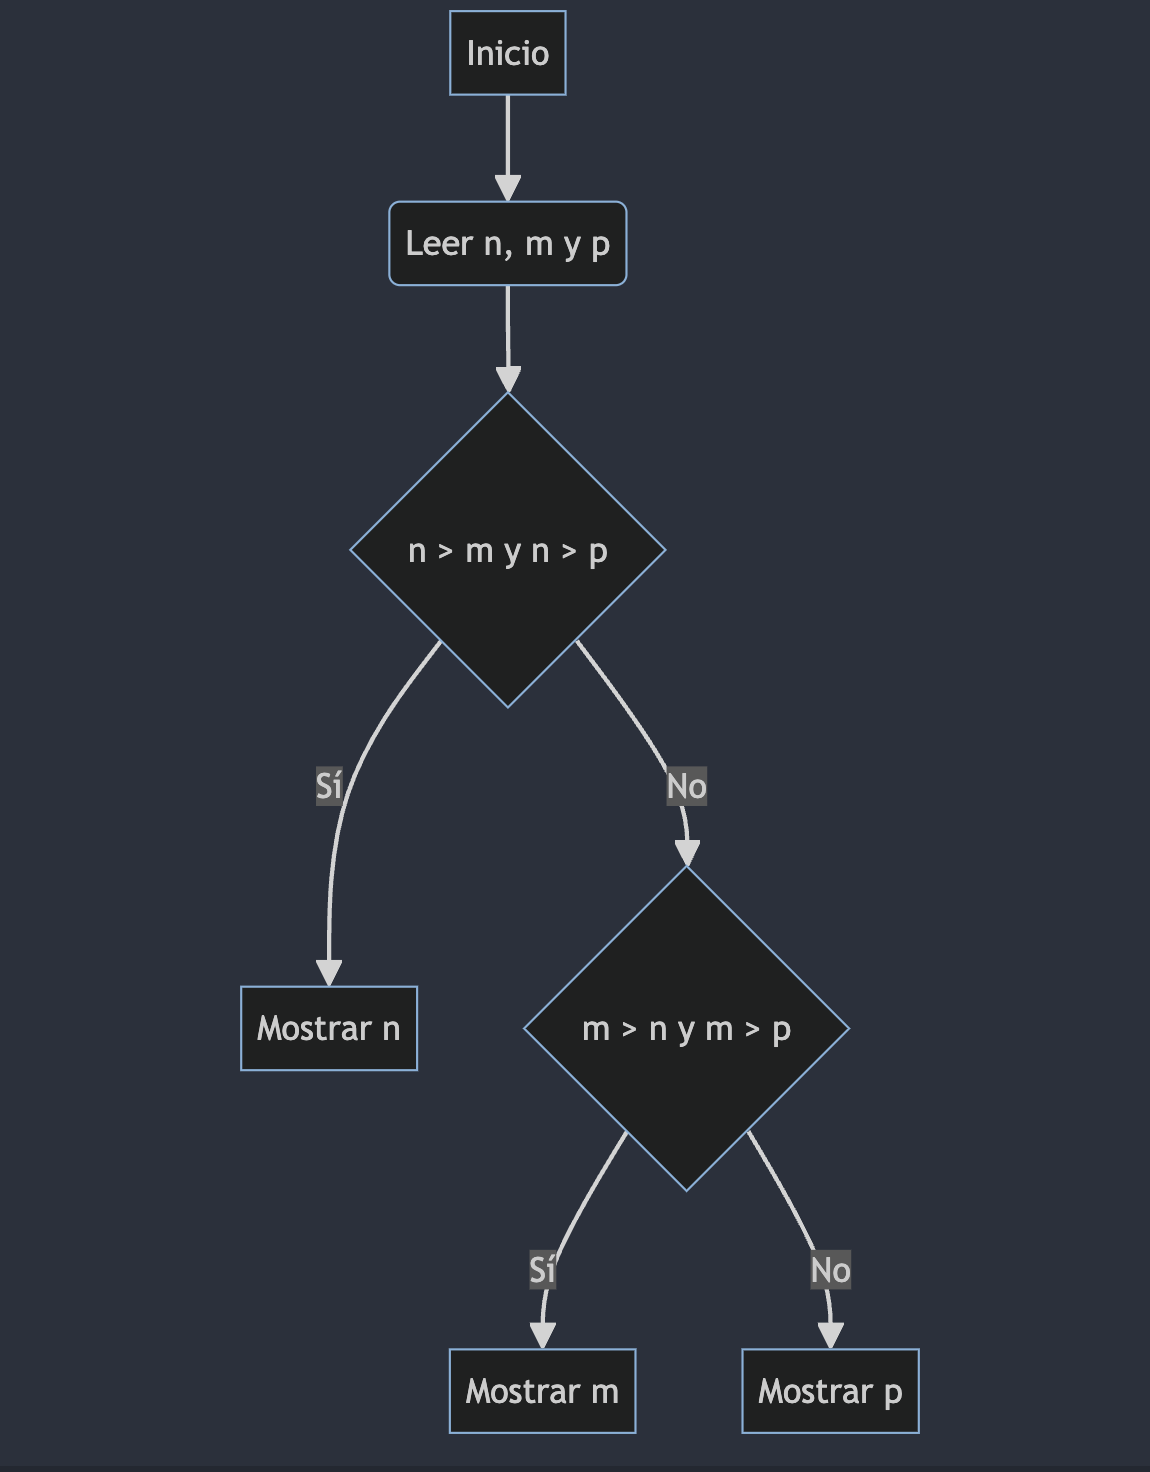 Inicio
Leer n, m y p
n > m y n > p
Sí
No
Mostrar n
m > n y m > p
Sí
No
Mostrar m
Mostrar p